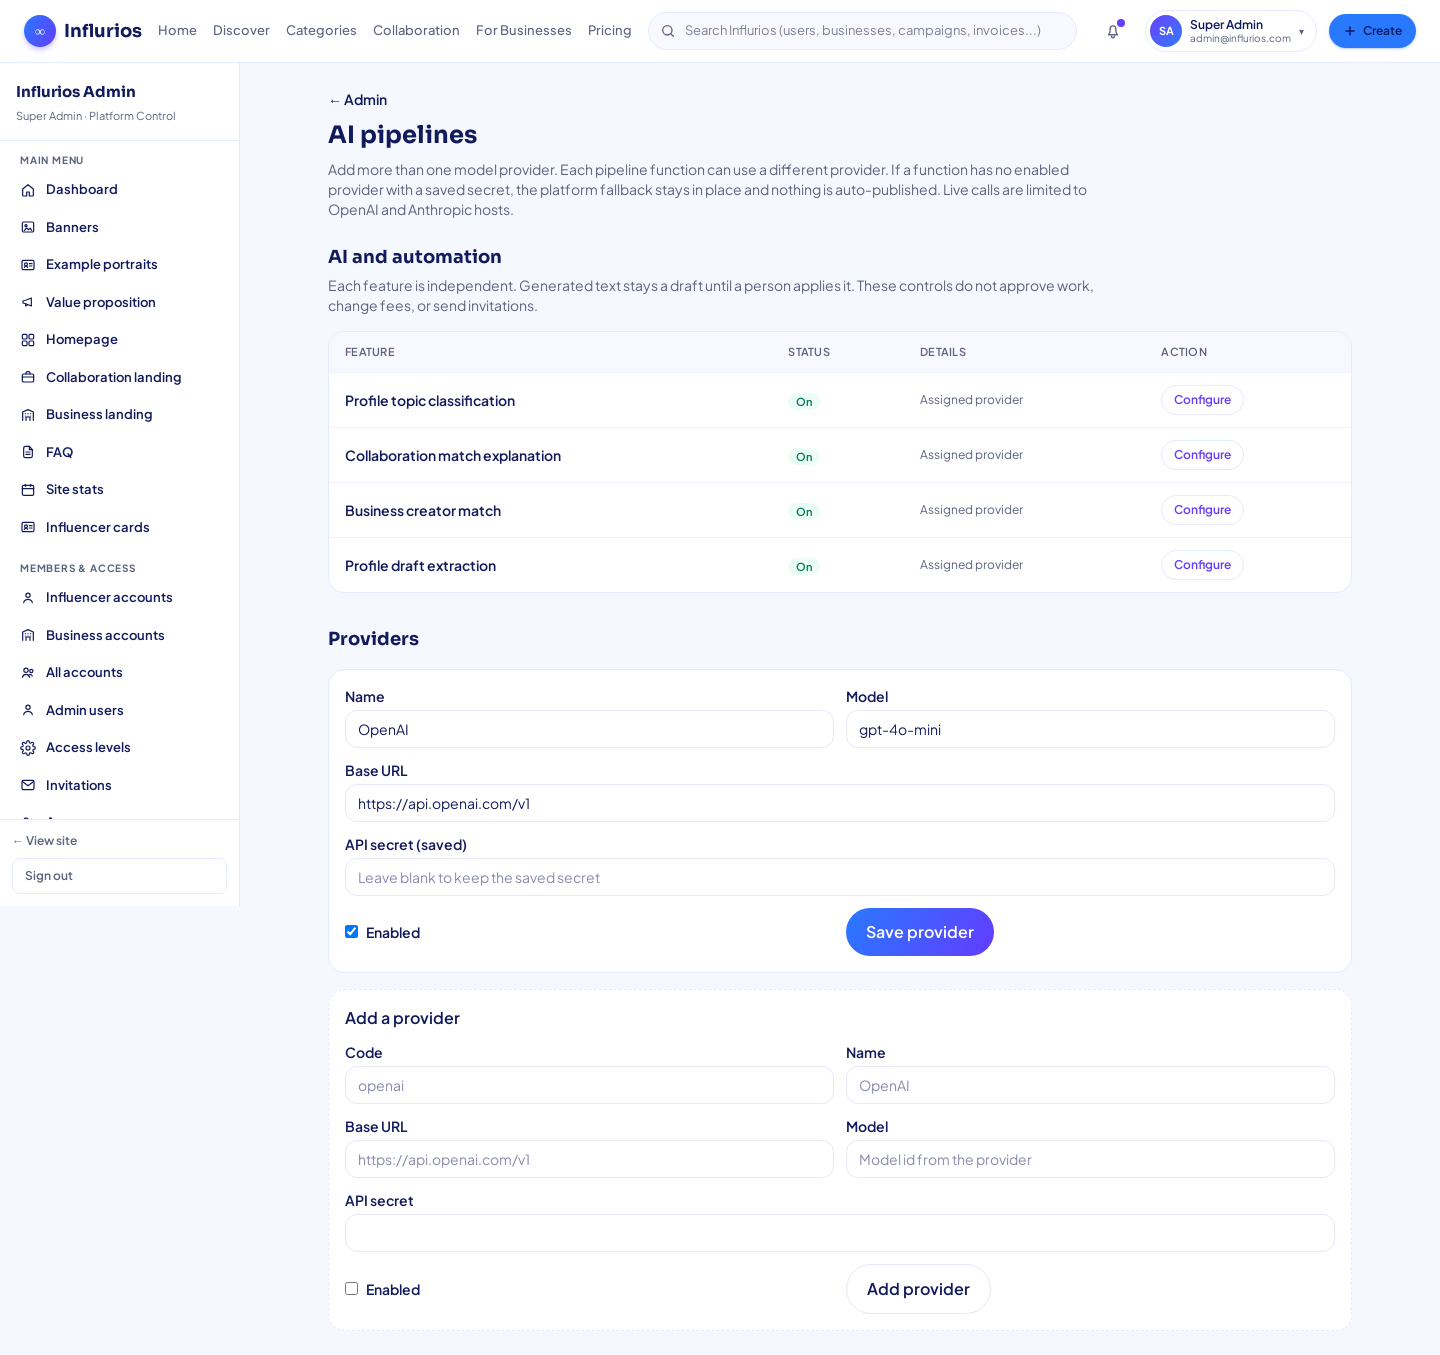 ∞ Influrios Home Discover Categories Collaboration For Businesses Pricing Search Influrios (users, businesses, campaigns, invoices...) SA Super Admin ▾ + Create
admin@influrios.com
Influrios Admin
Super Admin · Platform Control
MAIN MENU
Dashboard
Banners
Example portraits
Value proposition
Homepage
Collaboration landing
Business landing
FAQ
Site stats
Influencer cards
MEMBERS & ACCESS
Influencer accounts
Business accounts
All accounts
Admin users
Access levels
Invitations
← View site
Sign out
← Admin
AI pipelines
Add more than one model provider. Each pipeline function can use a different provider. If a function has no enabled
provider with a saved secret, the platform fallback stays in place and nothing is auto-published. Live calls are limited to
OpenAI and Anthropic hosts.
AI and automation
Each feature is independent. Generated text stays a draft until a person applies it. These controls do not approve work,
change fees, or send invitations.
FEATURE STATUS DETAILS ACTION
Profile topic classification On Assigned provider Configure
Collaboration match explanation On Assigned provider Configure
Business creator match On Assigned provider Configure
Profile draft extraction On Assigned provider Configure
Providers
Name Model
OpenAI gpt-4o-mini
Base URL
https://api.openai.com/v1
API secret (saved)
Leave blank to keep the saved secret
Enabled Save provider
Add a provider
Code Name
openai OpenAI
Base URL Model
https://api.openai.com/v1 Model id from the provider
API secret
Enabled Add provider